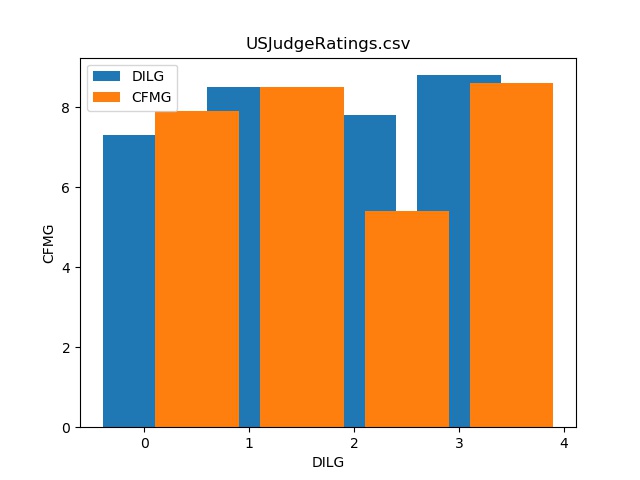 USJudgeRatings.csv
DILG
CFMG
8
6
4
2
0
CFMG
0 1 2 3 4
DILG